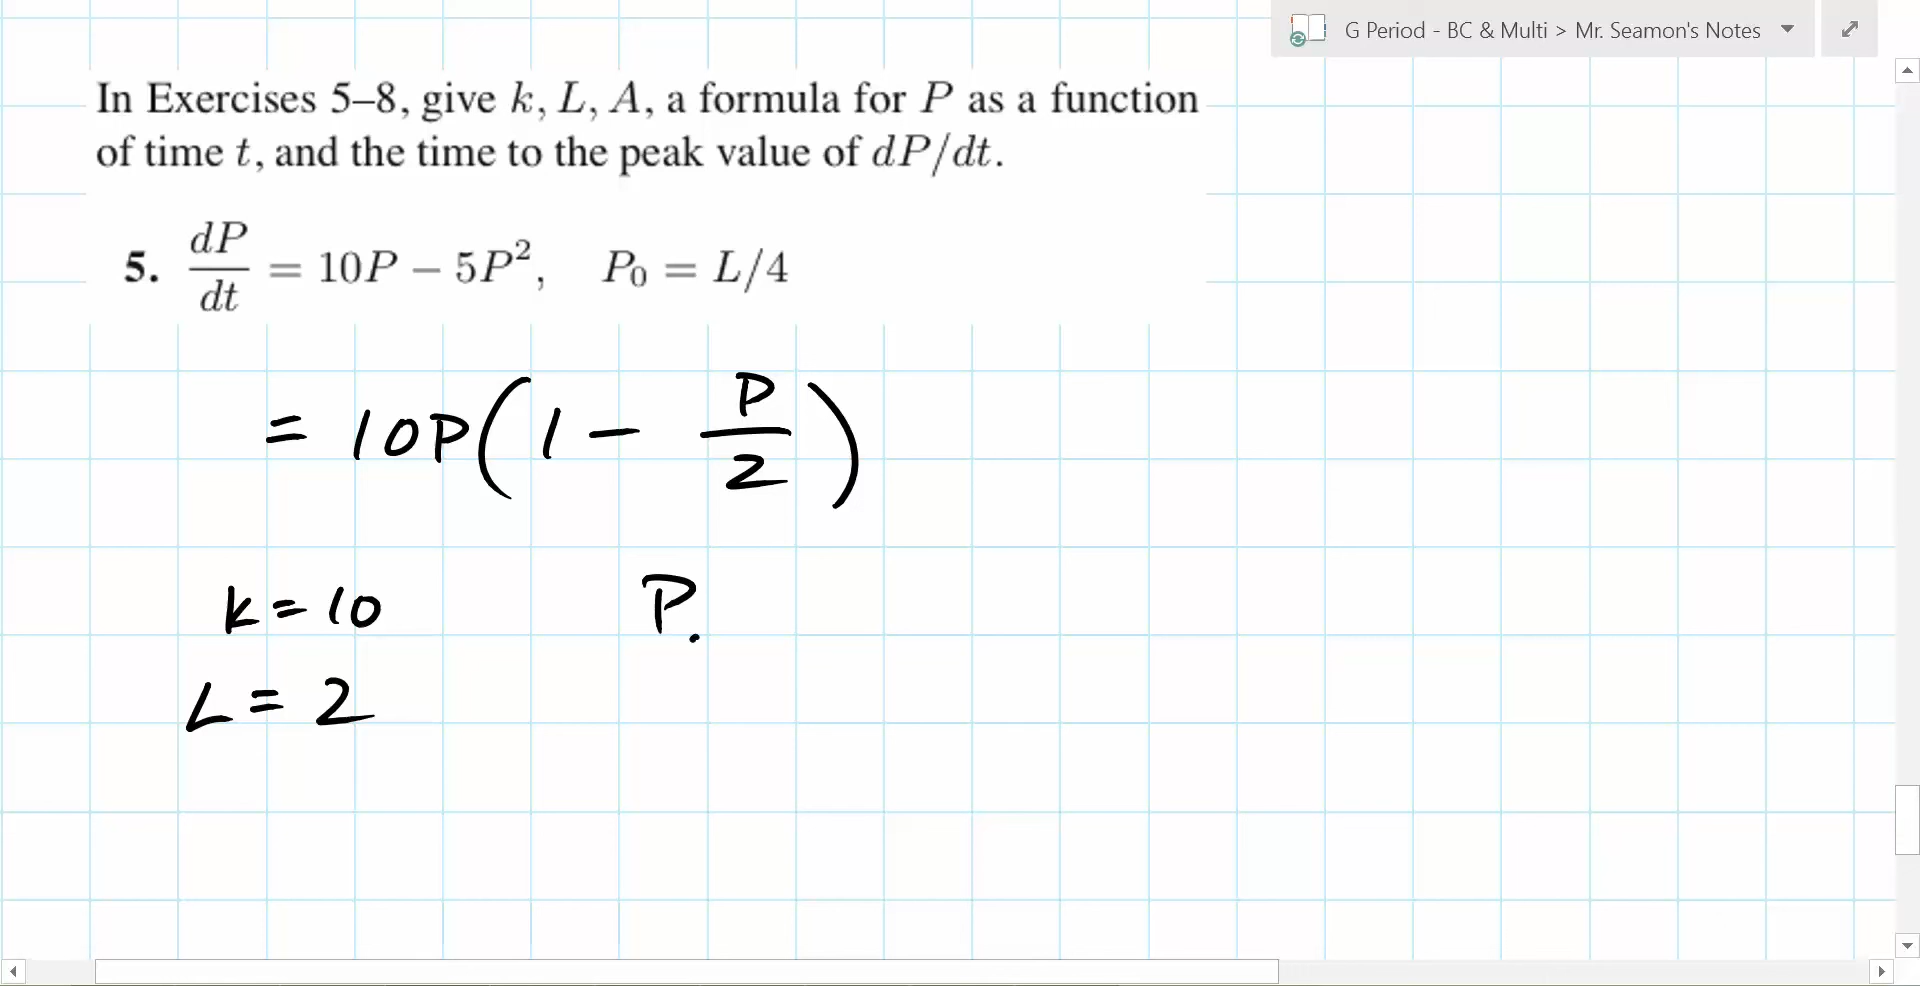 G Period - BC & Multi > Mr. Seamon's Notes
In Exercises 5–8, give k, L, A, a formula for P as a function
of time t, and the time to the peak value of dP/dt.
5. dP/dt = 10P − 5P², P₀ = L/4
= 10P(1 − P/2)
k = 10 P.
L = 2